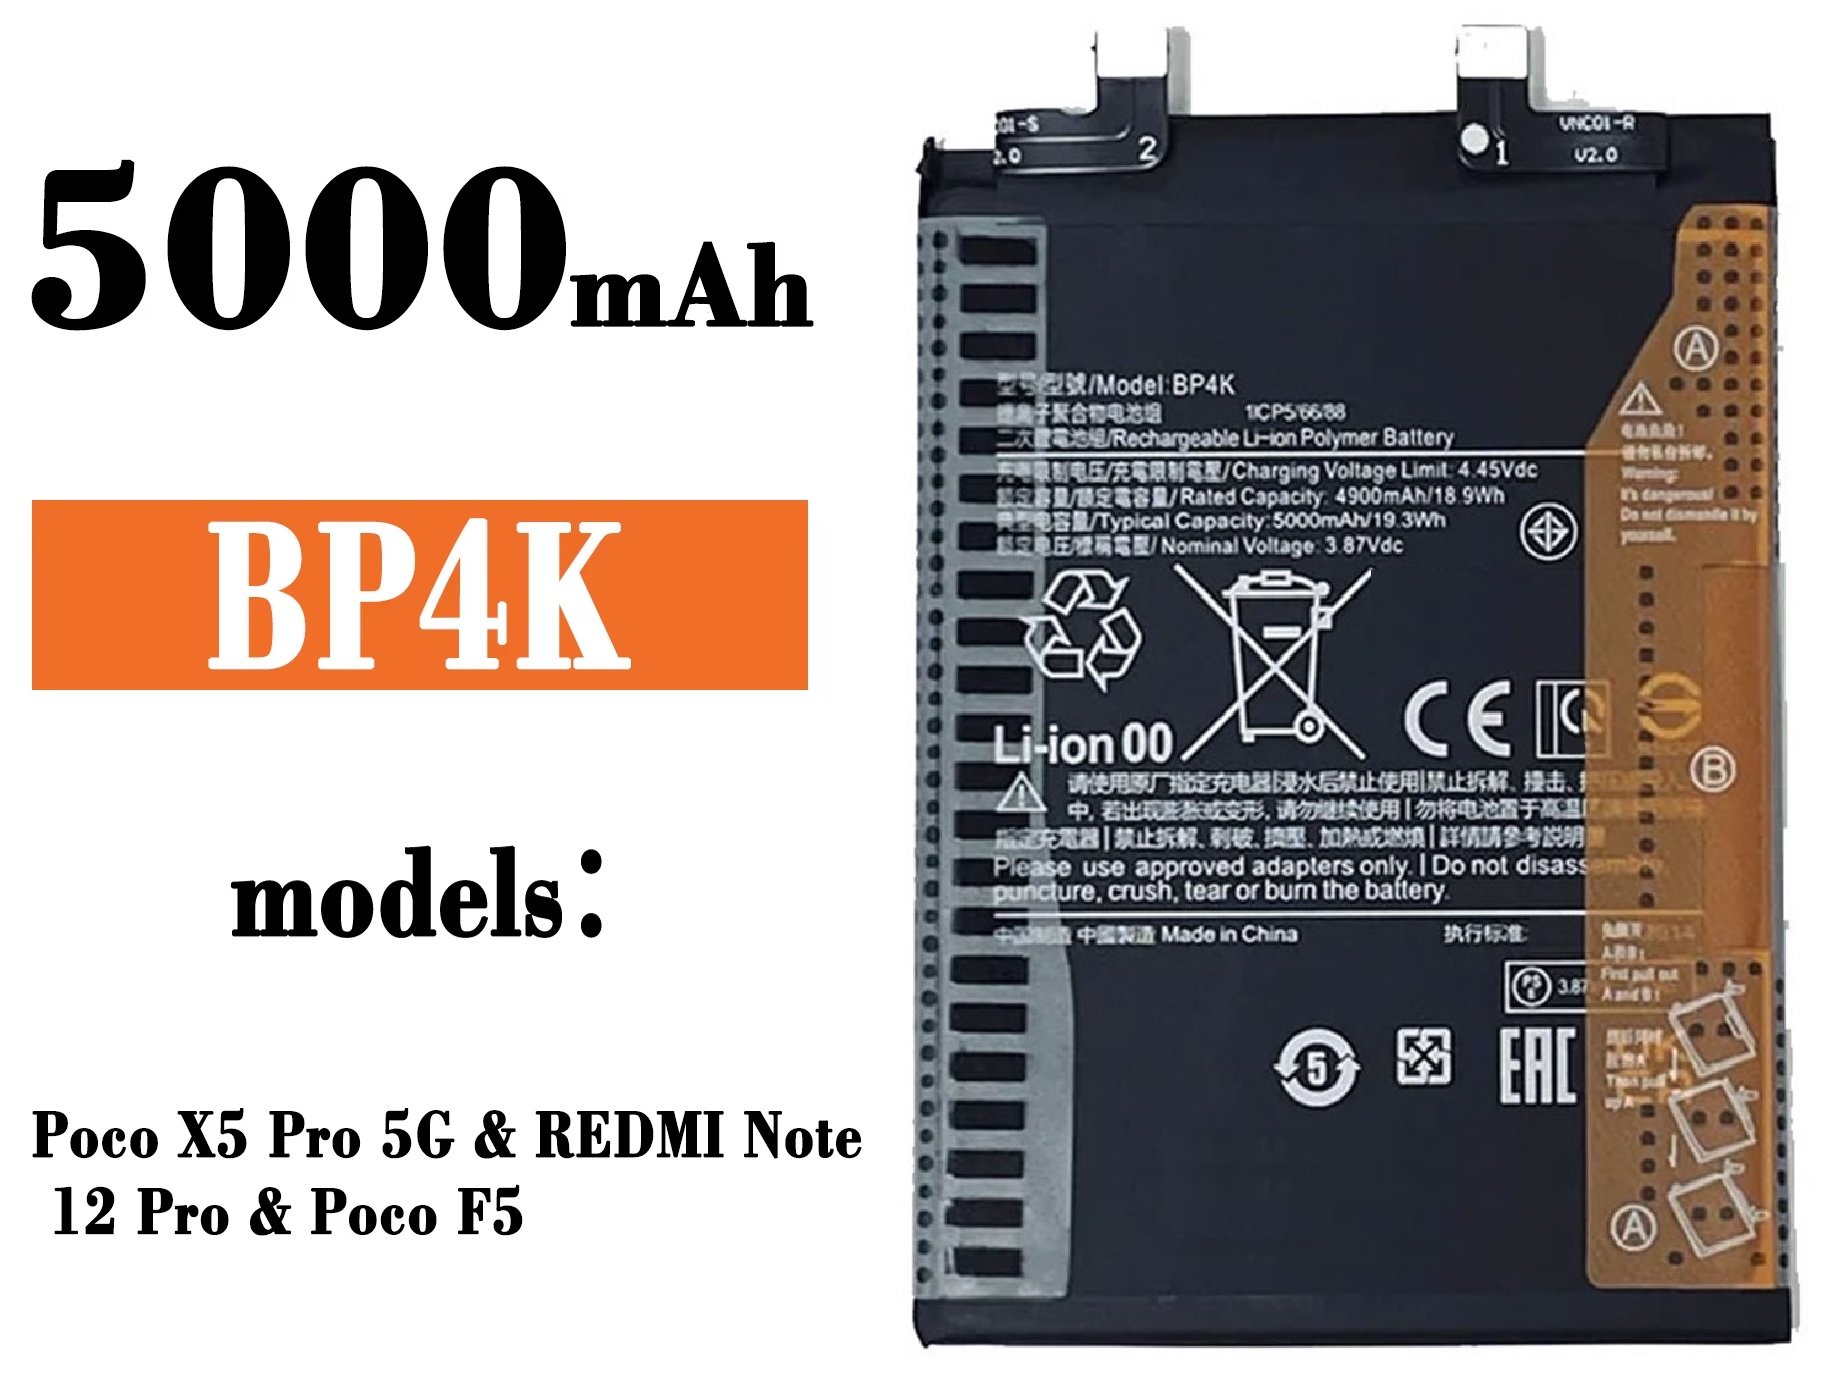 5000mAh
BP4K
models：
Poco X5 Pro 5G & REDMI Note
12 Pro & Poco F5
C01-S
2.0
2
1
VNC01-R
V2.0
A
型号/型號/Model: BP4K
锂离子聚合物电池组 1ICP5/66/88
二次鋰電池組/Rechargeable Li-ion Polymer Battery
充电限制电压/充電限制電壓/Charging Voltage Limit: 4.45Vdc
额定容量/額定電容量/Rated Capacity: 4900mAh/18.9Wh
典型电容量/Typical Capacity: 5000mAh/19.3Wh
额定电压/標稱電壓/Nominal Voltage: 3.87Vdc
Warning:
It's dangerous!
Do not dismantle it by
yourself.
Li-ion 00
CE
B
请使用原厂指定充电器|浸水后禁止使用|禁止拆解、撞击、
中, 若出现膨胀或变形, 请勿继续使用|勿将电池置于高温
指定充電器|禁止拆解、刺破、擠壓、加熱或燃燒|詳情請參考説明
Please use approved adapters only. | Do not disassemble,
puncture, crush, tear or burn the battery.
中国制造 中國製造 Made in China 执行标准:
First pull out
A and B!
3.87
5
EAC
Then pull
up A
A